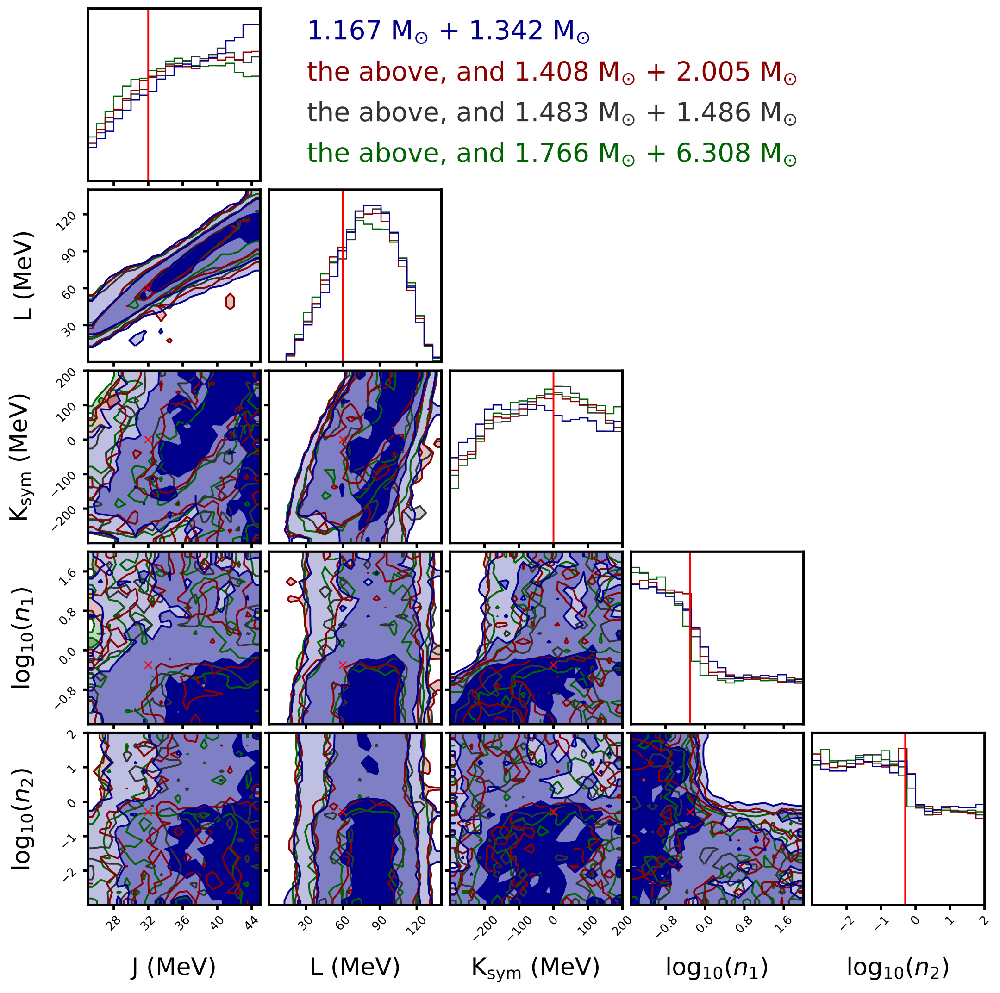 1.167 M☉ + 1.342 M☉
the above, and 1.408 M☉ + 2.005 M☉
the above, and 1.483 M☉ + 1.486 M☉
the above, and 1.766 M☉ + 6.308 M☉
L (MeV)
120
90
60
30
Ksym (MeV)
200
100
0
−100
−200
log10(n1)
1.6
0.8
0.0
−0.8
log10(n2)
2
1
0
−1
−2
28 32 36 40 44
30 60 90 120
−200 −100 0 100 200
−0.8 0.0 0.8 1.6
−2 −1 0 1 2
J (MeV)
L (MeV)
Ksym (MeV)
log10(n1)
log10(n2)